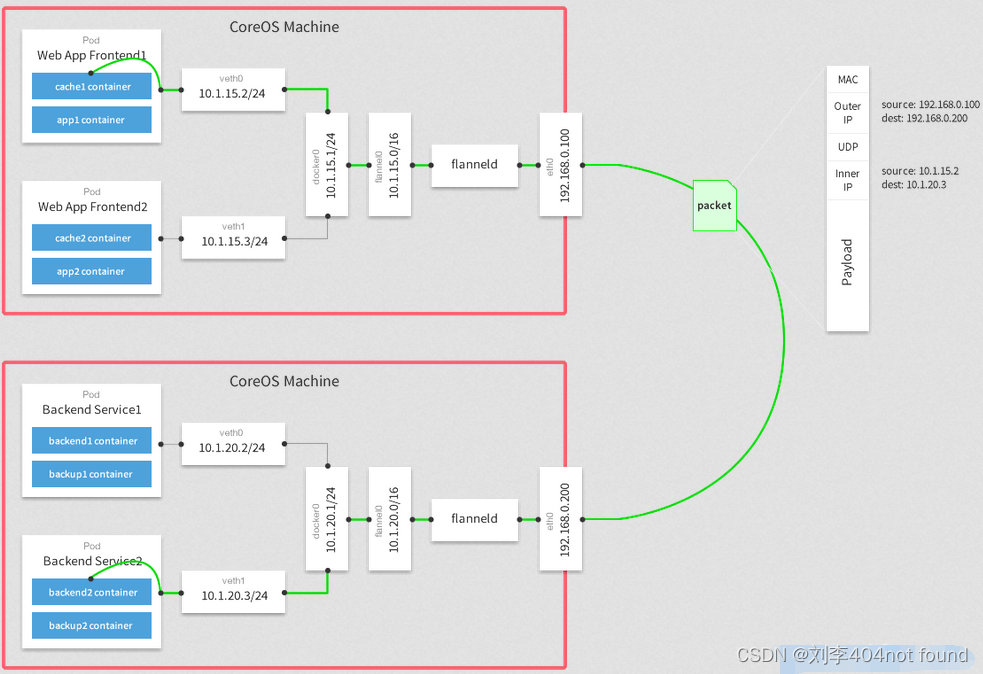 CoreOS Machine
Pod
Web App Frontend1
cache1 container
app1 container
veth0
10.1.15.2/24
docker0
10.1.15.1/24
flannel0
10.1.15.0/16
flanneld
eth0
192.168.0.100
Pod
Web App Frontend2
cache2 container
app2 container
veth1
10.1.15.3/24
packet
MAC
Outer
IP
source: 192.168.0.100
dest: 192.168.0.200
UDP
Inner
IP
source: 10.1.15.2
dest: 10.1.20.3
Payload
CoreOS Machine
Pod
Backend Service1
backend1 container
backup1 container
veth0
10.1.20.2/24
docker0
10.1.20.1/24
flannel0
10.1.20.0/16
flanneld
eth0
192.168.0.200
Pod
Backend Service2
backend2 container
backup2 container
veth1
10.1.20.3/24
CSDN @刘李404not found